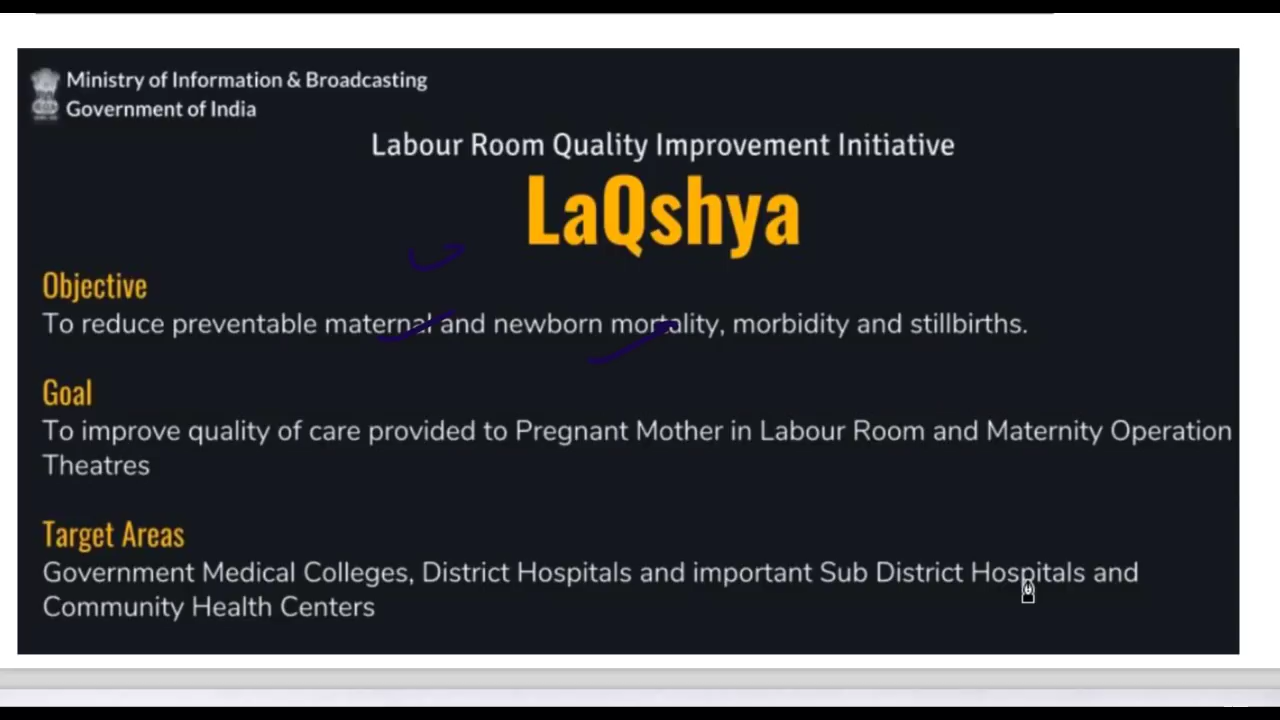 Ministry of Information & Broadcasting
Government of India
Labour Room Quality Improvement Initiative
LaQshya
Objective
To reduce preventable maternal and newborn mortality, morbidity and stillbirths.
Goal
To improve quality of care provided to Pregnant Mother in Labour Room and Maternity Operation
Theatres
Target Areas
Government Medical Colleges, District Hospitals and important Sub District Hospitals and
Community Health Centers